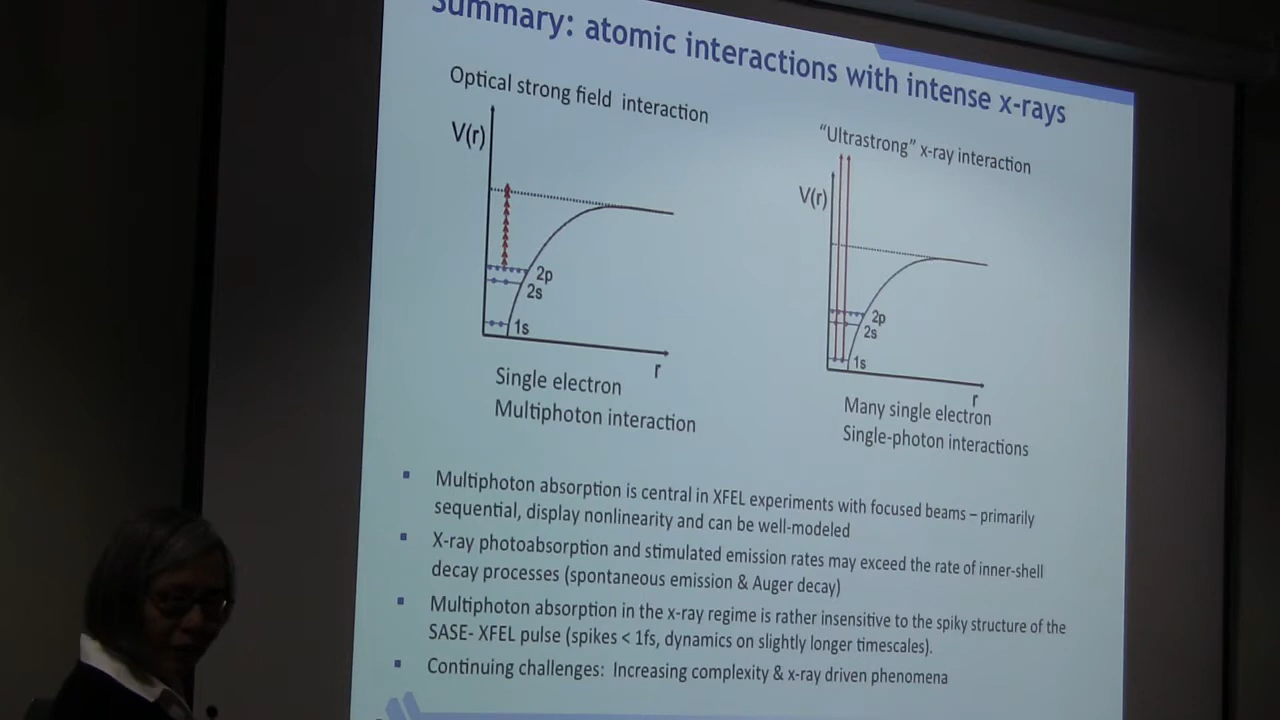 Summary: atomic interactions with intense x-rays
Optical strong field interaction
V(r)
2p
2s
1s
r
Single electron
Multiphoton interaction
“Ultrastrong” x-ray interaction
V(r)
2p
2s
1s
r
Many single electron
Single-photon interactions
Multiphoton absorption is central in XFEL experiments with focused beams – primarily
sequential, display nonlinearity and can be well-modeled
X-ray photoabsorption and stimulated emission rates may exceed the rate of inner-shell
decay processes (spontaneous emission & Auger decay)
Multiphoton absorption in the x-ray regime is rather insensitive to the spiky structure of the
SASE- XFEL pulse (spikes < 1fs, dynamics on slightly longer timescales).
Continuing challenges: Increasing complexity & x-ray driven phenomena